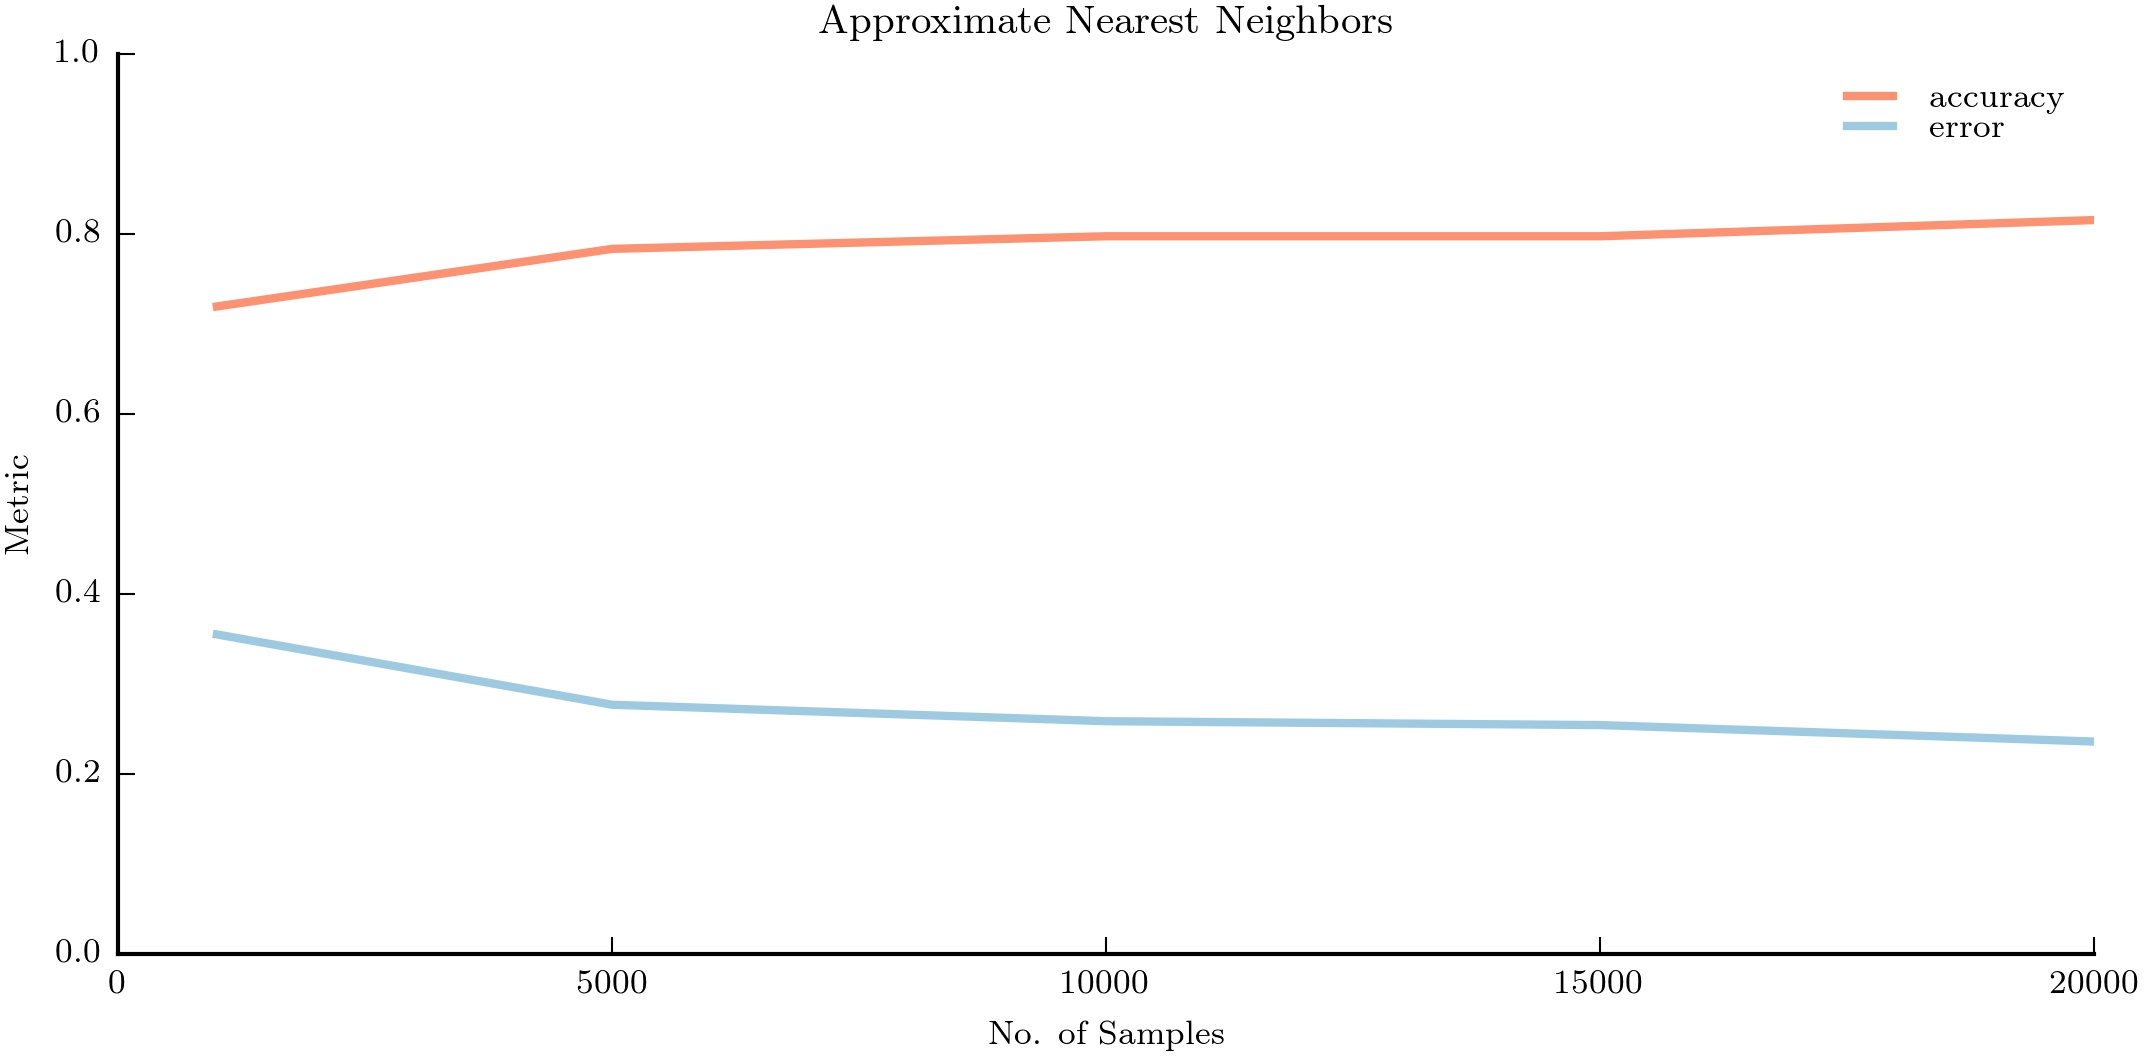 Approximate Nearest Neighbors
1.0
accuracy
error
0.8
0.6
Metric
0.4
0.2
0.0
0 5000 10000 15000 20000
No. of Samples